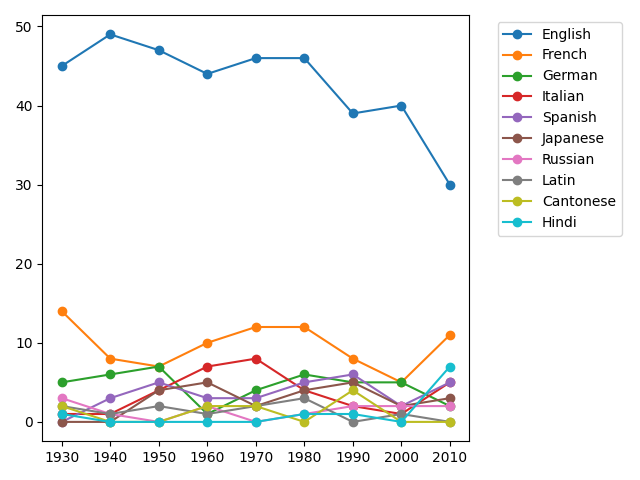 50
40
30
20
10
0
1930 1940 1950 1960 1970 1980 1990 2000 2010
English
French
German
Italian
Spanish
Japanese
Russian
Latin
Cantonese
Hindi